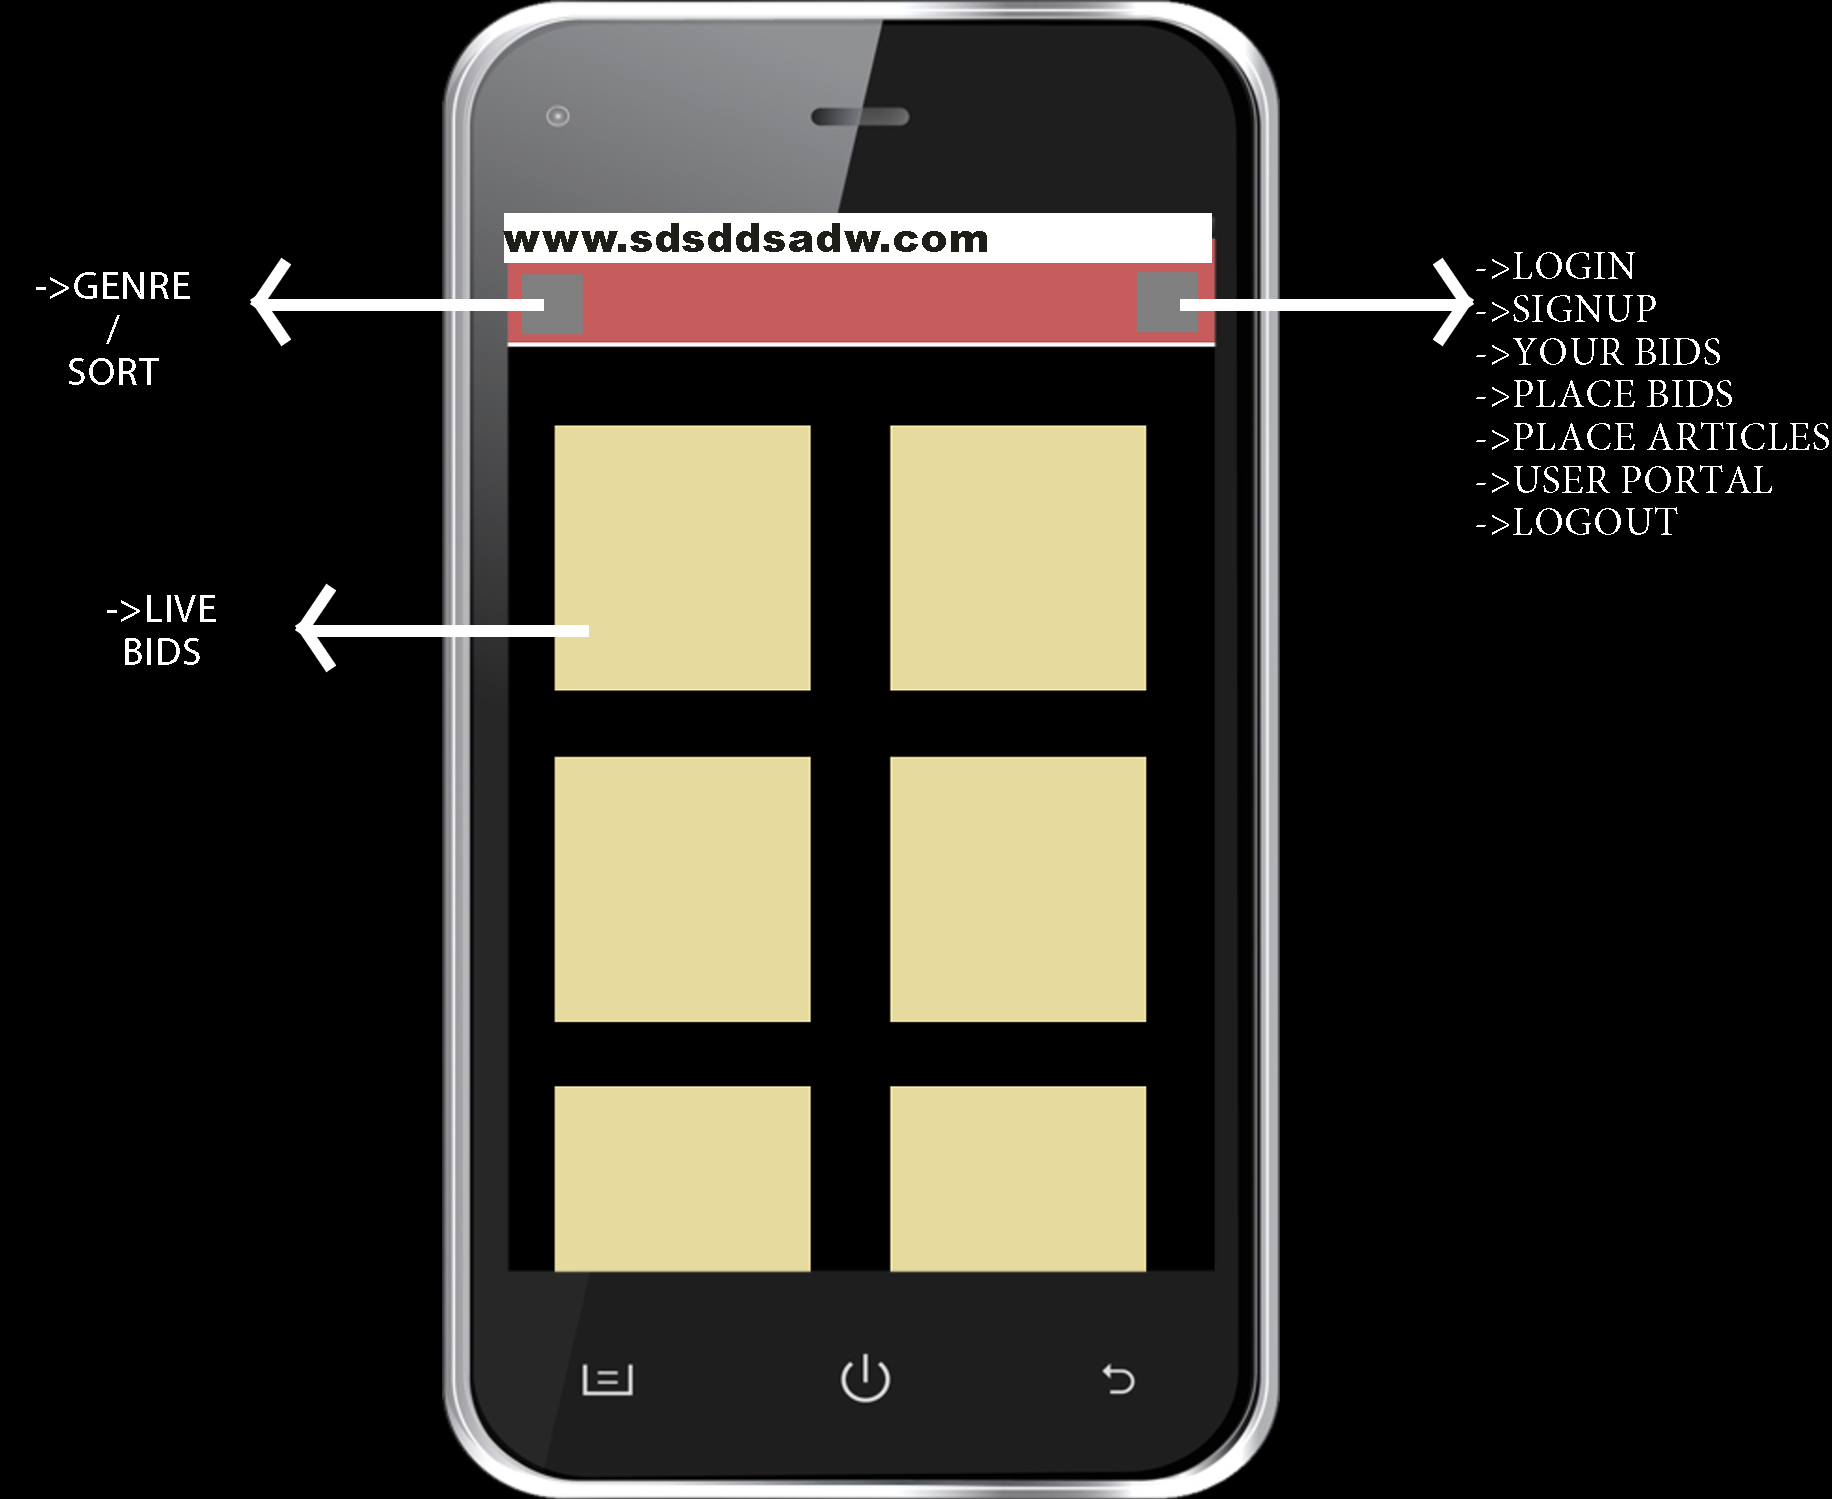 www.sdsddsadw.com
->GENRE
/
SORT
->LIVE
BIDS
->LOGIN
->SIGNUP
->YOUR BIDS
->PLACE BIDS
->PLACE ARTICLES
->USER PORTAL
->LOGOUT